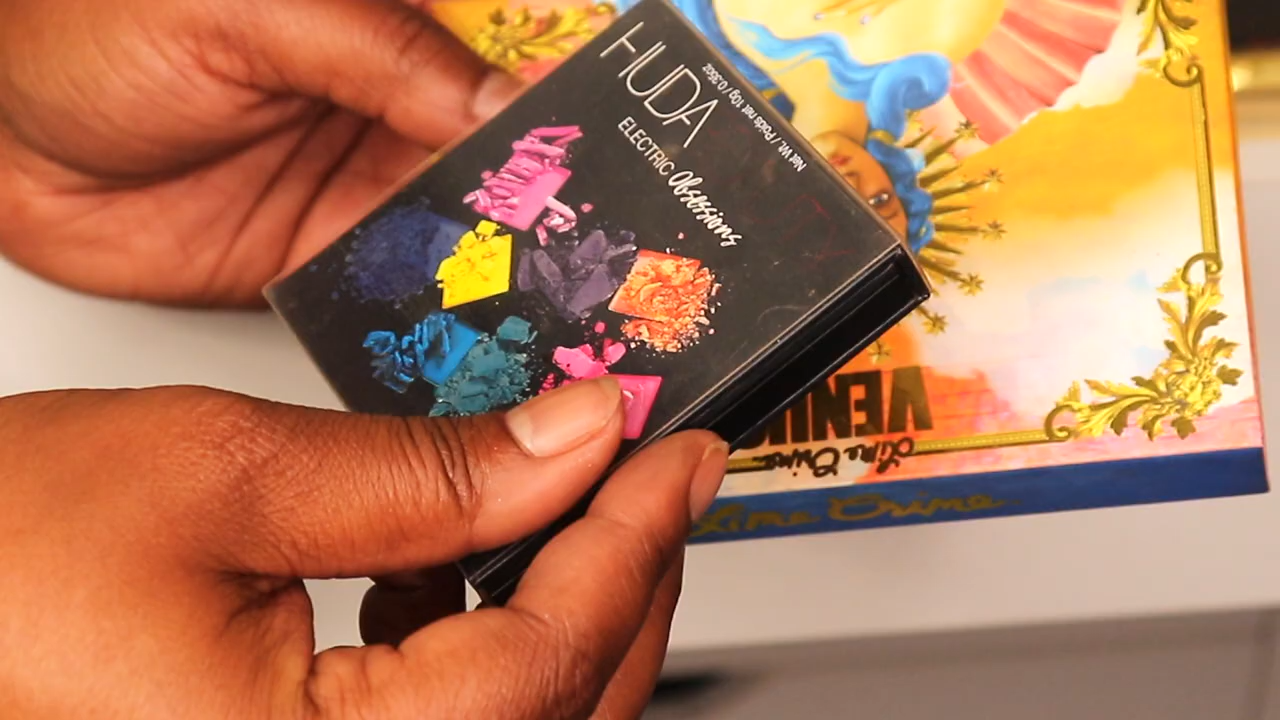 HUDA
ELECTRIC Obsessions
Net Wt. / Poids net 10g / 0.35oz
VENUS
Lime Crime
Lime Crime